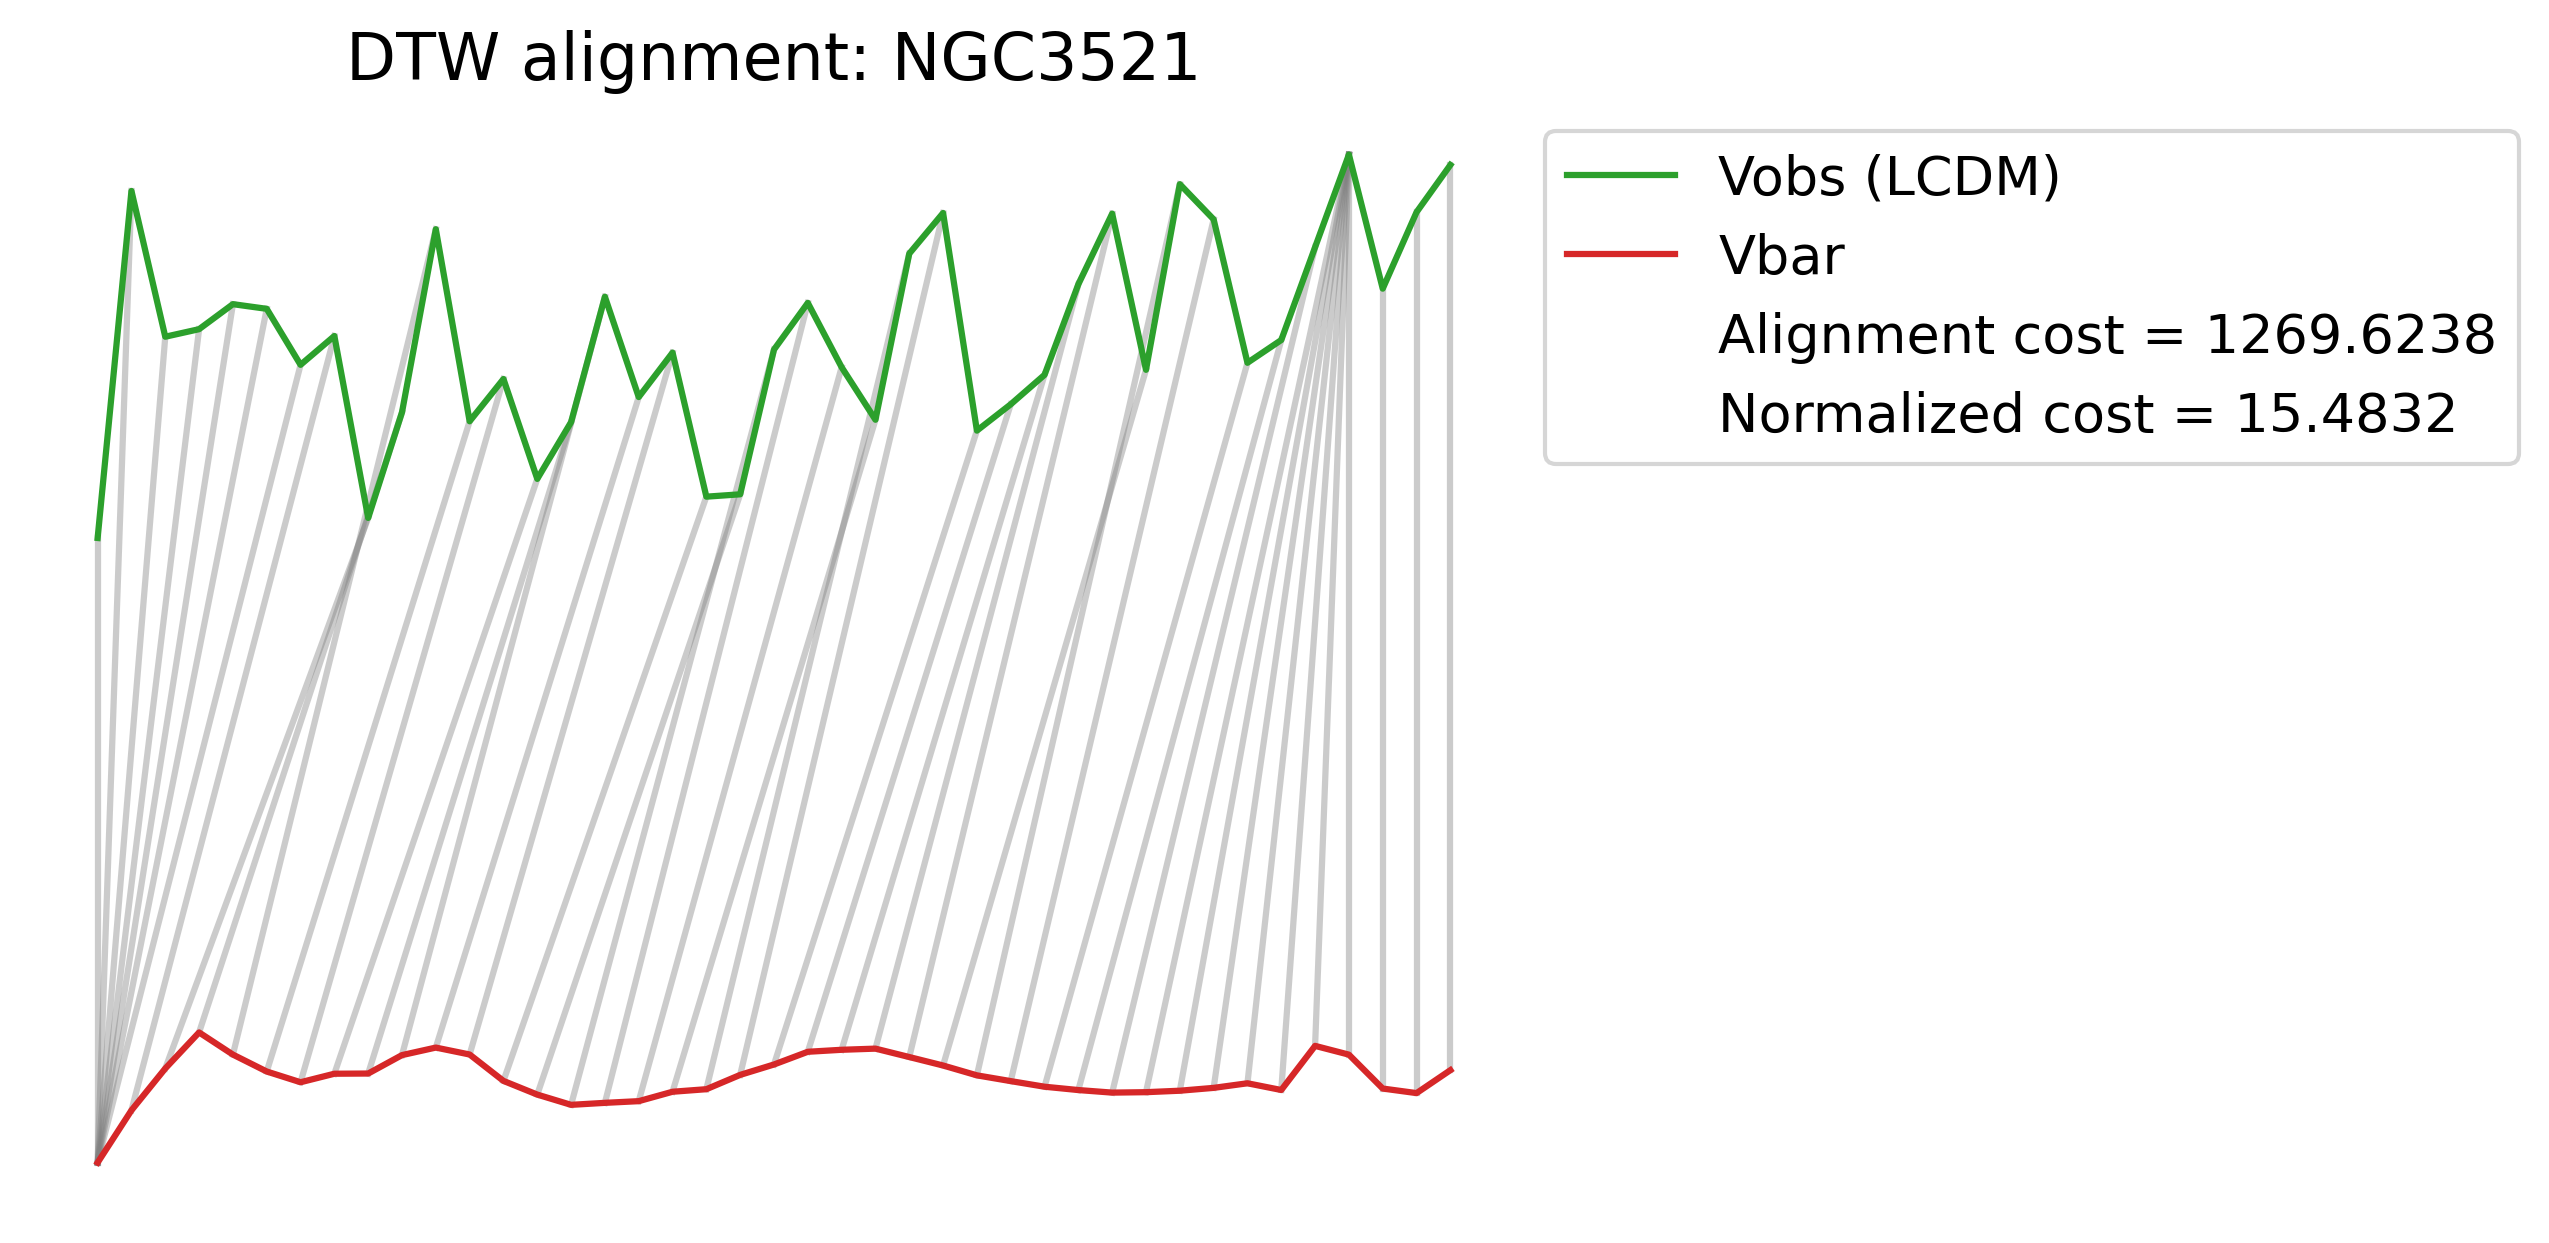 DTW alignment: NGC3521
Vobs (LCDM)
Vbar
Alignment cost = 1269.6238
Normalized cost = 15.4832